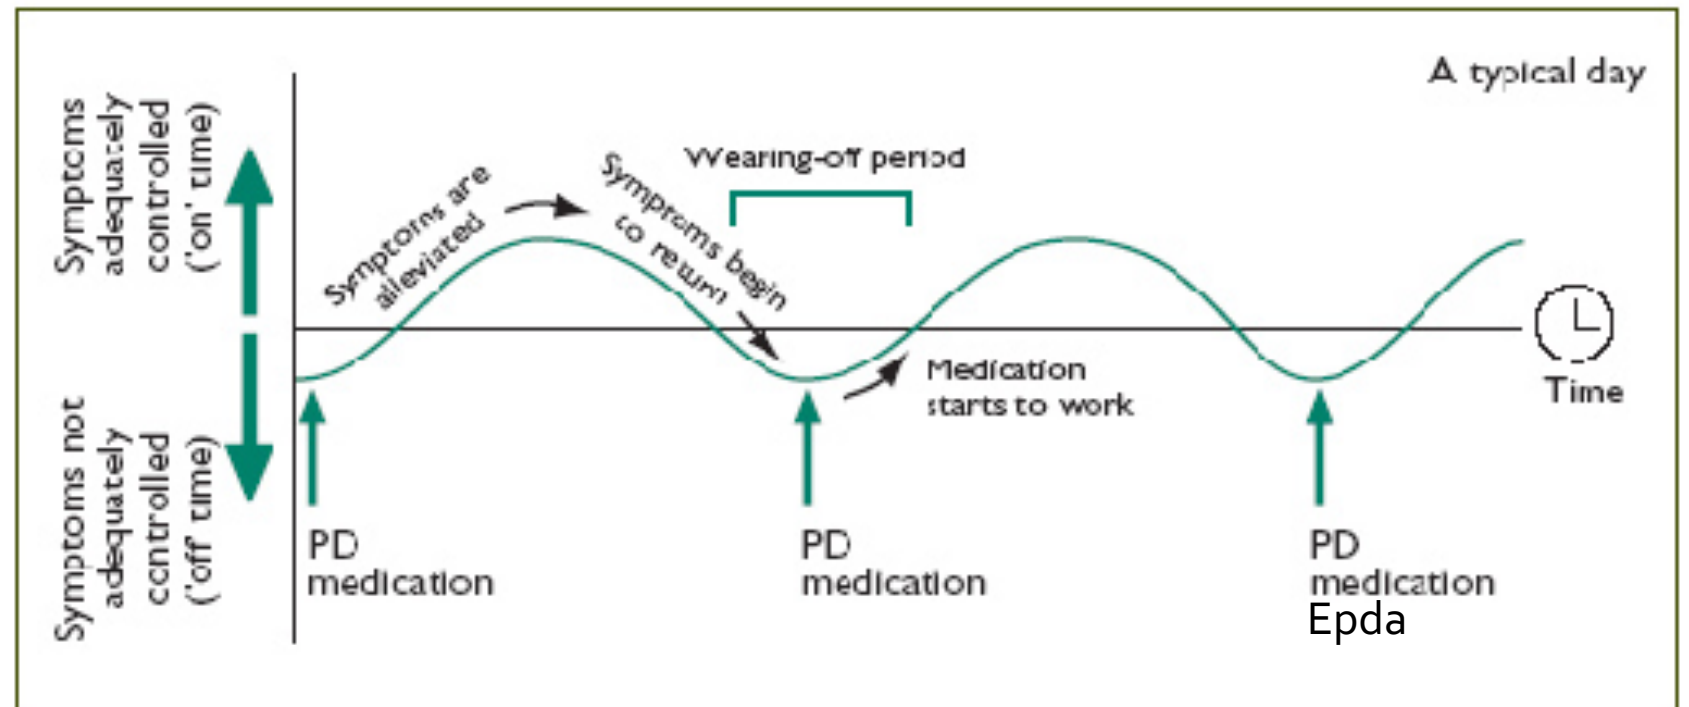 A typical day
Symptoms
adequately
controlled
('on' time)
Symptoms are
alleviated
Symptoms begin
to return
Wearing-off period
Medication
starts to work
Time
Symptoms not
adequately
controlled
('off' time)
PD
medication
PD
medication
PD
medication
Epda